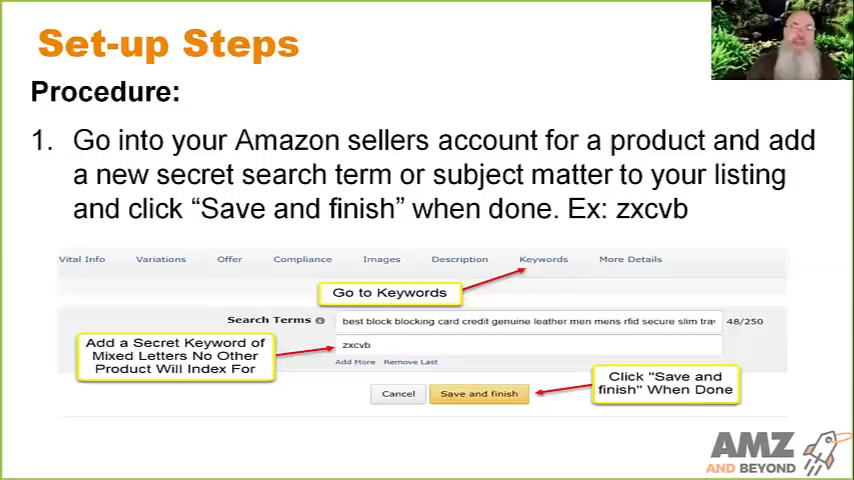 Set-up Steps
Procedure:
1. Go into your Amazon sellers account for a product and add
a new secret search term or subject matter to your listing
and click “Save and finish” when done. Ex: zxcvb
Vital Info Variations Offer Compliance Images Description Keywords More Details
Go to Keywords
Search Terms best block blocking card credit genuine leather men mens rfid secure slim trav 48/250
Add a Secret Keyword of
Mixed Letters No Other
Product Will Index For
zxcvb
Add More Remove Last
Cancel Save and finish
Click "Save and
finish" When Done
AMZ
AND BEYOND